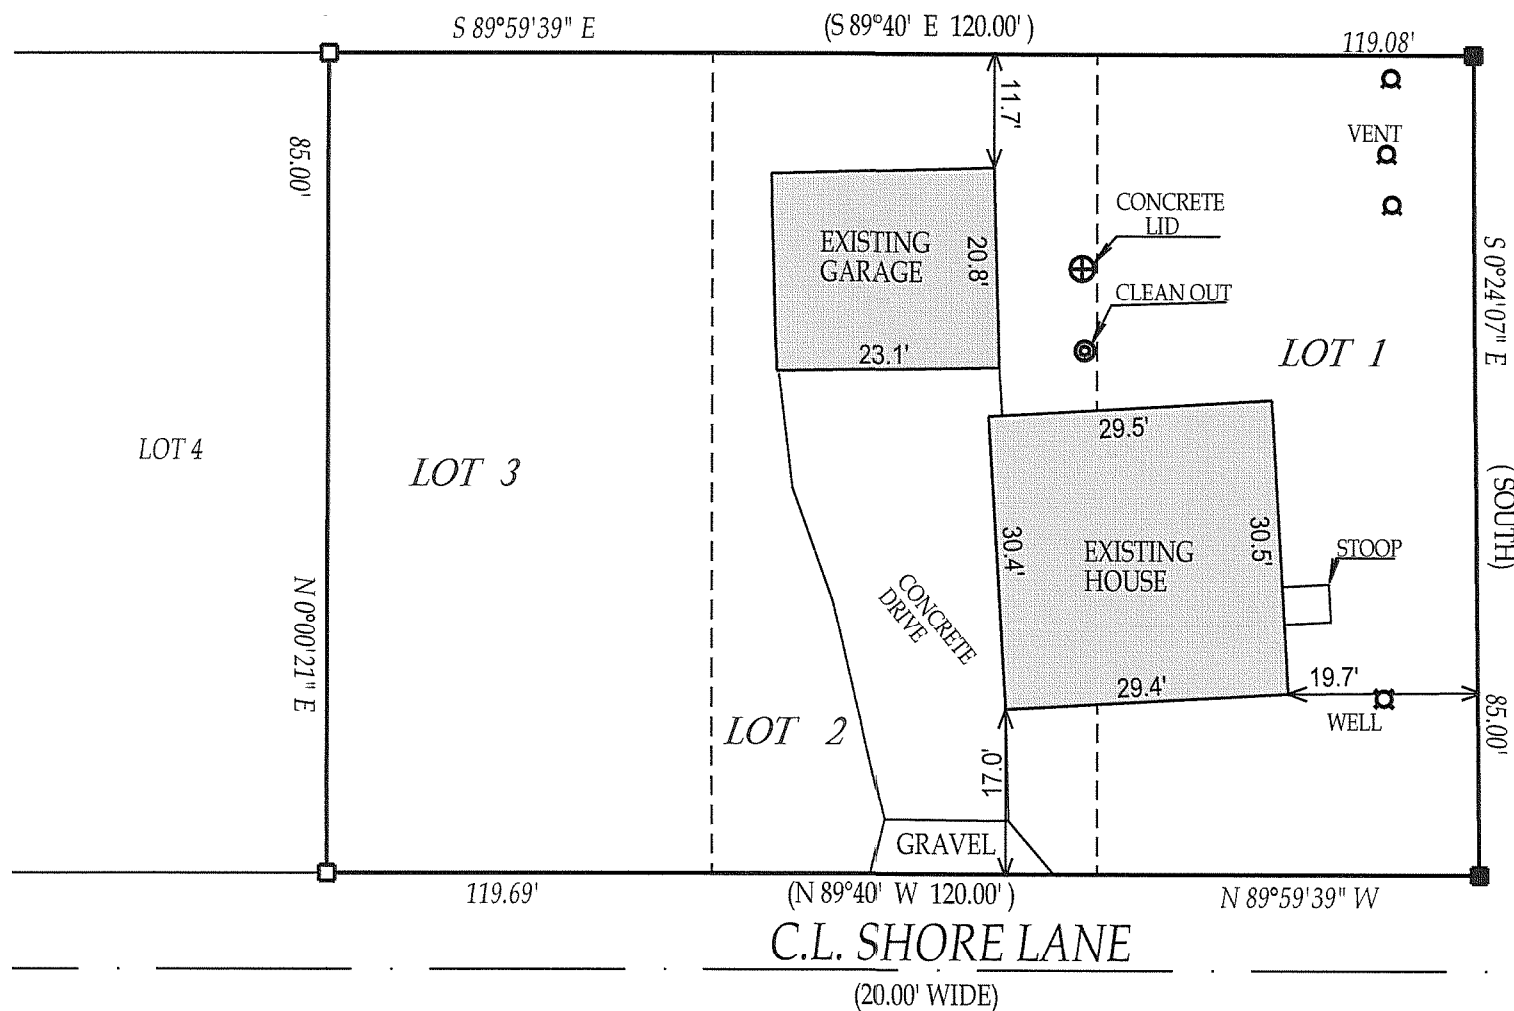 S 89°59'39" E
(S 89°40' E 120.00')
119.08'
11.7'
85.00'
VENT
CONCRETE
LID
EXISTING
GARAGE
20.8'
S 0°24'07" E
CLEAN OUT
23.1'
LOT 1
29.5'
LOT 4
LOT 3
(SOUTH)
30.4'
EXISTING
HOUSE
30.5'
STOOP
CONCRETE
DRIVE
N 0°00'21" E
29.4'
19.7'
LOT 2
WELL
85.00'
17.0'
GRAVEL
119.69'
(N 89°40' W 120.00')
N 89°59'39" W
C.L. SHORE LANE
(20.00' WIDE)